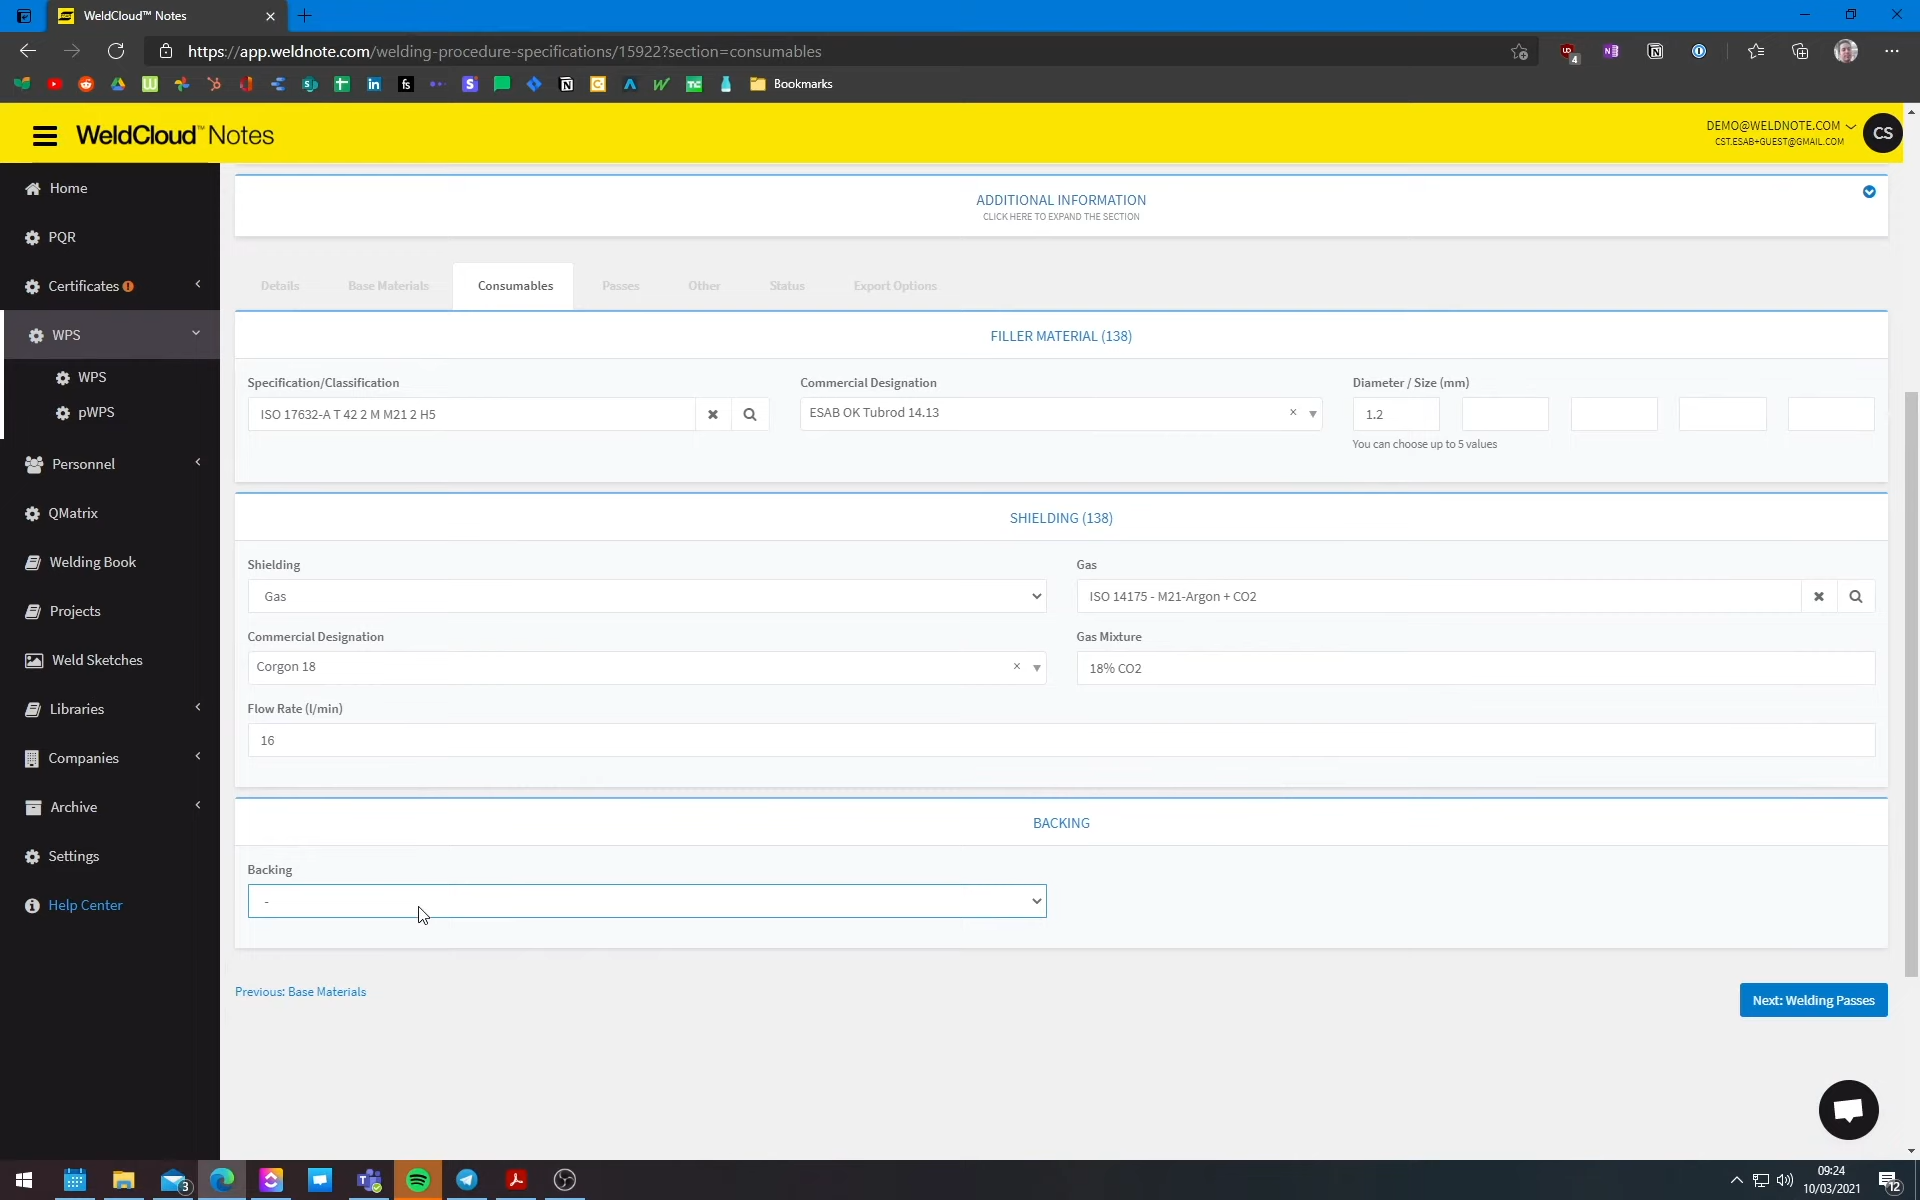 WeldCloud™ Notes
https://app.weldnote.com/welding-procedure-specifications/15922?section=consumables
4
Bookmarks
WeldCloud™ Notes
DEMO@WELDNOTE.COM
CST.ESAB+GUEST@GMAIL.COM
CS
Home
PQR
Certificates
WPS
WPS
pWPS
Personnel
QMatrix
Welding Book
Projects
Weld Sketches
Libraries
Companies
Archive
Settings
Help Center
ADDITIONAL INFORMATION
CLICK HERE TO EXPAND THE SECTION
Details Base Materials Consumables Passes Other Status Export Options
FILLER MATERIAL (138)
Specification/Classification Commercial Designation Diameter / Size (mm)
ISO 17632-A T 42 2 M M21 2 H5 ESAB OK Tubrod 14.13 1.2
You can choose up to 5 values
SHIELDING (138)
Shielding Gas
Gas ISO 14175 - M21-Argon + CO2
Commercial Designation Gas Mixture
Corgon 18 18% CO2
Flow Rate (l/min)
16
BACKING
Backing
-
Previous: Base Materials Next: Welding Passes
3
09:24
10/03/2021
12